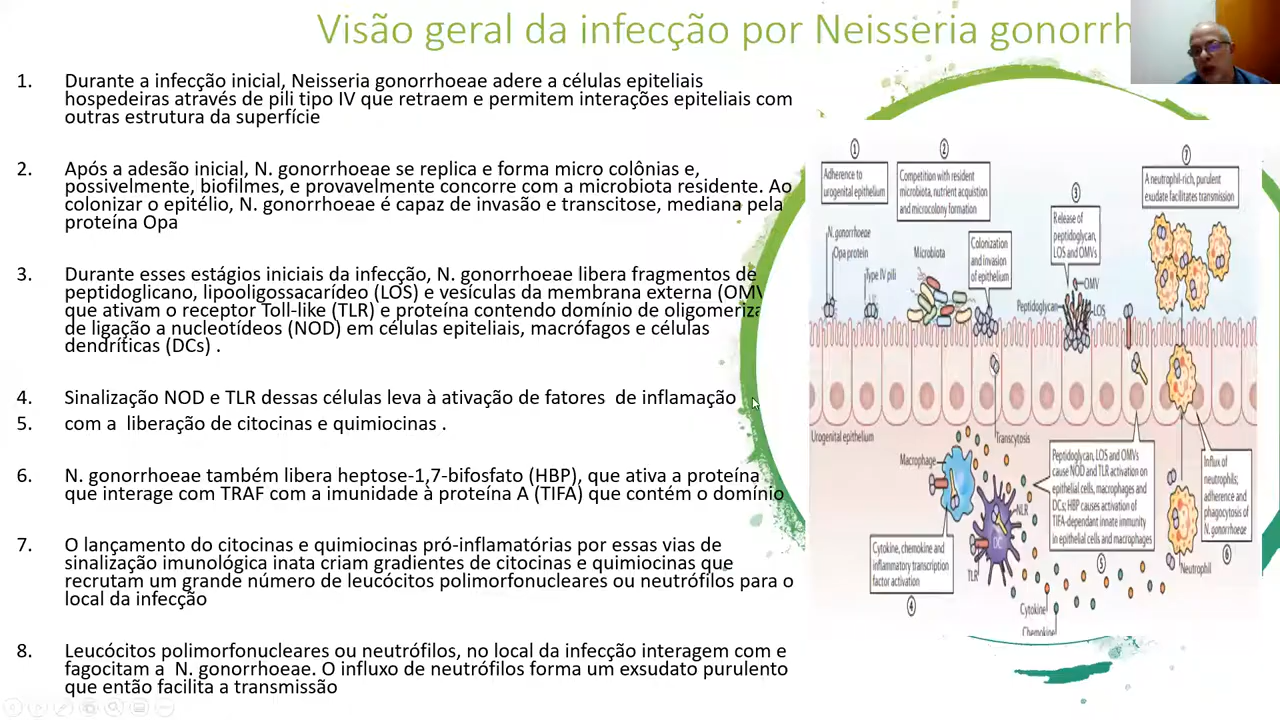 Visão geral da infecção por Neisseria gonorrh
1. Durante a infecção inicial, Neisseria gonorrhoeae adere a células epiteliais
hospedeiras através de pili tipo IV que retraem e permitem interações epiteliais com
outras estrutura da superfície
2. Após a adesão inicial, N. gonorrhoeae se replica e forma micro colônias e,
possivelmente, biofilmes, e provavelmente concorre com a microbiota residente. Ao
colonizar o epitélio, N. gonorrhoeae é capaz de invasão e transcitose, mediana pela
proteína Opa
3. Durante esses estágios iniciais da infecção, N. gonorrhoeae libera fragmentos de
peptidoglicano, lipooligossacarídeo (LOS) e vesículas da membrana externa (OMV
que ativam o receptor Toll-like (TLR) e proteína contendo domínio de oligomeriza
de ligação a nucleotídeos (NOD) em células epiteliais, macrófagos e células
dendríticas (DCs) .
4. Sinalização NOD e TLR dessas células leva à ativação de fatores  de inflamação
5. com a  liberação de citocinas e quimiocinas .
6. N. gonorrhoeae também libera heptose-1,7-bifosfato (HBP), que ativa a proteína
que interage com TRAF com a imunidade à proteína A (TIFA) que contém o domínio
7. O lançamento do citocinas e quimiocinas pró-inflamatórias por essas vias de
sinalização imunológica inata criam gradientes de citocinas e quimiocinas que
recrutam um grande número de leucócitos polimorfonucleares ou neutrófilos para o
local da infecção
8. Leucócitos polimorfonucleares ou neutrófilos, no local da infecção interagem com e
fagocitam a  N. gonorrhoeae. O influxo de neutrófilos forma um exsudato purulento
que então facilita a transmissão
1
Adherence to
urogenital epithelium
2
Competition with resident
microbiota, nutrient acquistion
and microcolony formation
3
Release of
peptidoglycan,
LOS and OMVs
7
A neutrophil-rich, purulent
exudate facilitates transmission
N. gonorrhoeae
Opa protein
Type IV pili
Microbiota
Colonization
and invasion
of epithelium
OMV
Peptidoglycan
LOS
Urogenital epithelium
Transcytosis
Macrophage
NLR
DC
TLR
Peptidoglycan, LOS and OMVs
cause NOD and TLR activation on
epithelial cells, macrophages and
DCs; HBP causes activation of
TIFA-dependent innate immunity
in epithelial cells and macrophages
5
Influx of
neutrophils;
adherence and
phagocytosis of
N. gonorrhoeae
6
Neutrophil
Cytokine, chemokine and
inflammatory transcription
factor activation
4
Cytokine
Chemokine